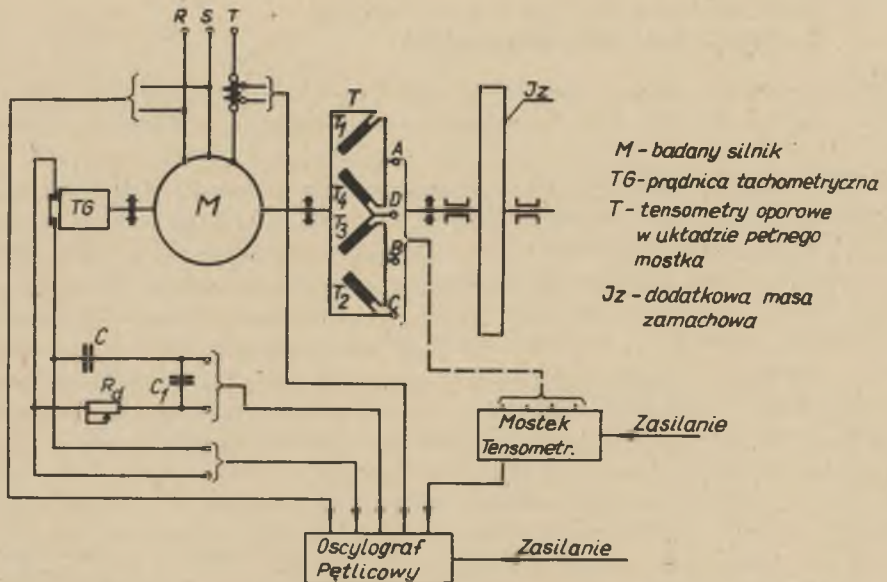 R S T
T
T1
A
T4
D
T3
B
T2
C
Jz
TG
M
M – badany silnik
TG – prądnica tachometryczna
T – tensometry oporowe
w układzie pełnego
mostka
Jz – dodatkowa masa
zamachowa
C
Rd
Cf
Mostek
Tensometr.
Zasilanie
Oscylograf
Pętlicowy
Zasilanie